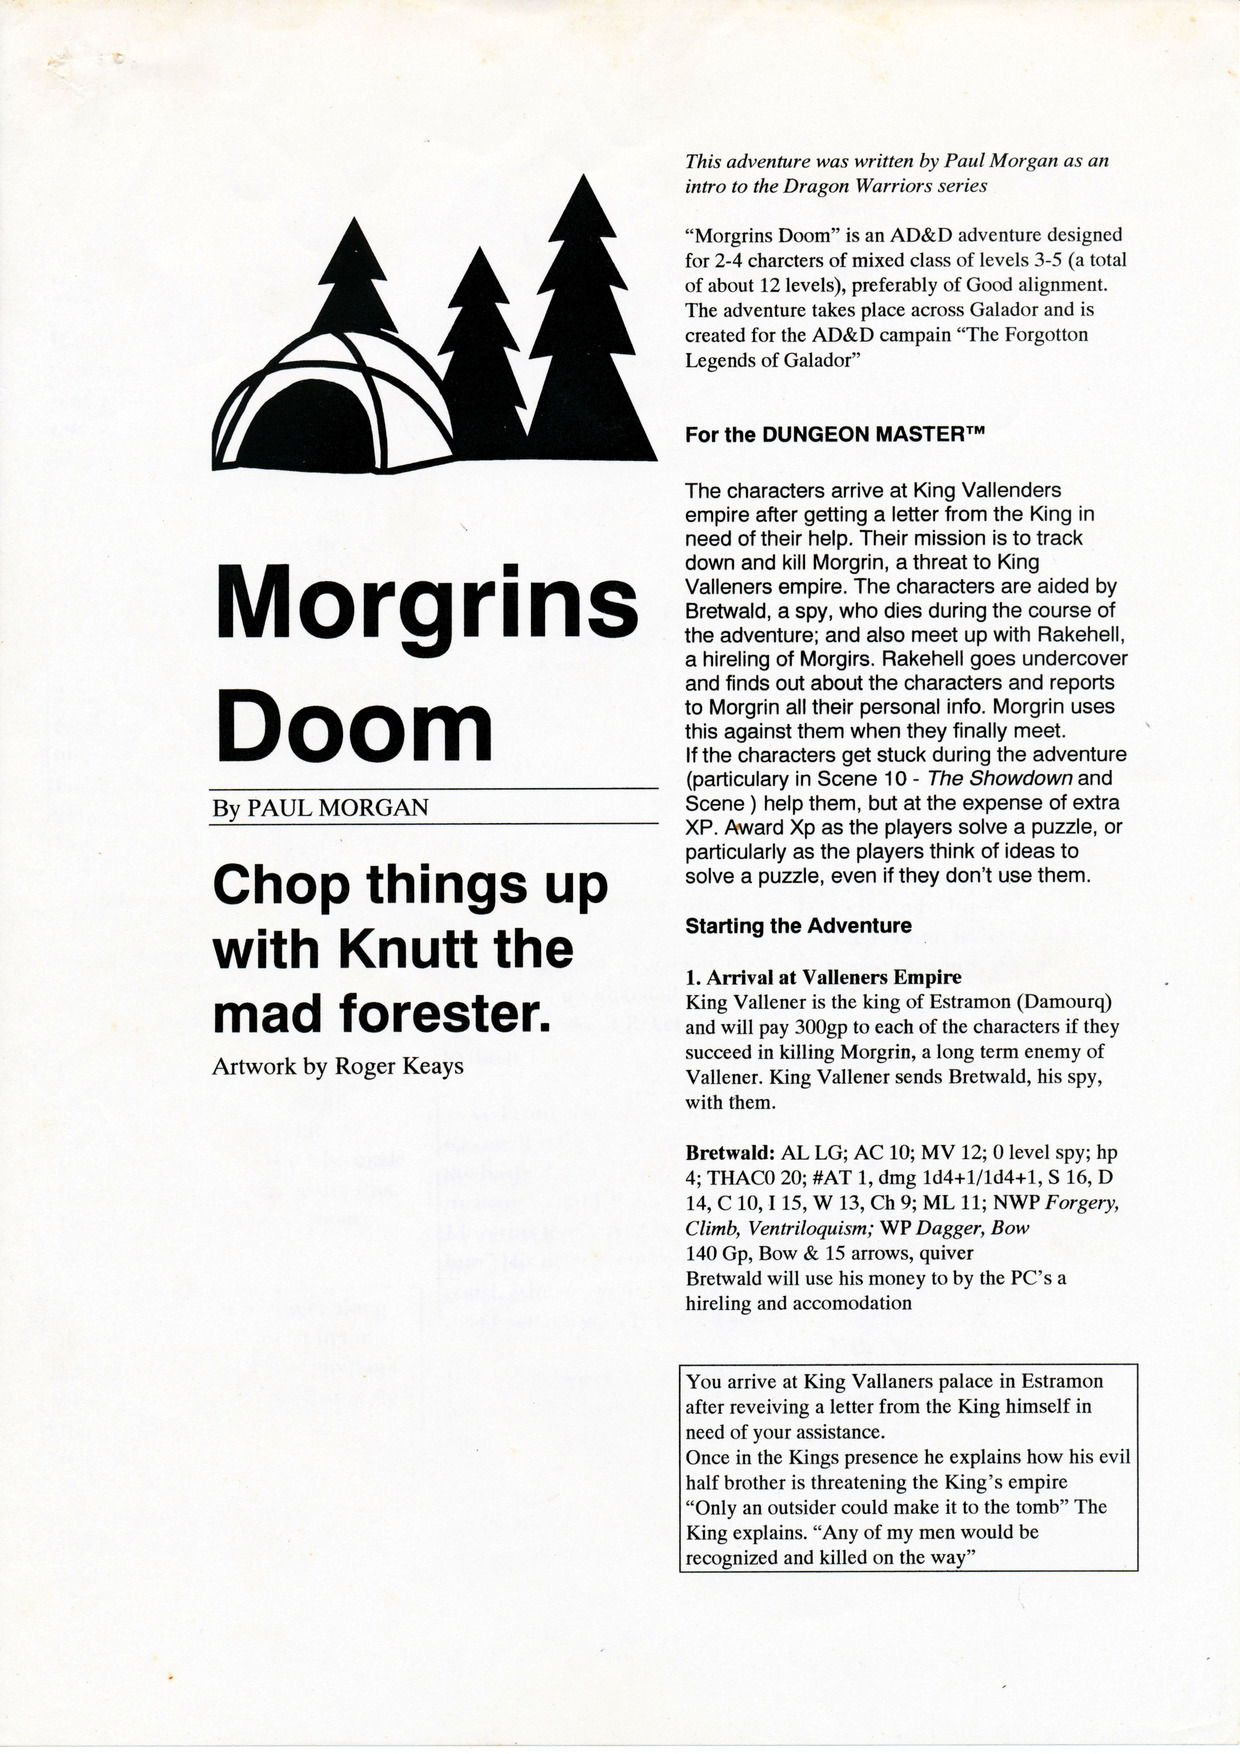 Morgrins
Doom
By PAUL MORGAN
Chop things up
with Knutt the
mad forester.
Artwork by Roger Keays
This adventure was written by Paul Morgan as an
intro to the Dragon Warriors series
“Morgrins Doom” is an AD&D adventure designed
for 2-4 charcters of mixed class of levels 3-5 (a total
of about 12 levels), preferably of Good alignment.
The adventure takes place across Galador and is
created for the AD&D campain “The Forgotton
Legends of Galador”
For the DUNGEON MASTER™
The characters arrive at King Vallenders
empire after getting a letter from the King in
need of their help. Their mission is to track
down and kill Morgrin, a threat to King
Valleners empire. The characters are aided by
Bretwald, a spy, who dies during the course of
the adventure; and also meet up with Rakehell,
a hireling of Morgirs. Rakehell goes undercover
and finds out about the characters and reports
to Morgrin all their personal info. Morgrin uses
this against them when they finally meet.
If the characters get stuck during the adventure
(particulary in Scene 10 - The Showdown and
Scene ) help them, but at the expense of extra
XP. Award Xp as the players solve a puzzle, or
particularly as the players think of ideas to
solve a puzzle, even if they don’t use them.
Starting the Adventure
1. Arrival at Valleners Empire
King Vallener is the king of Estramon (Damourq)
and will pay 300gp to each of the characters if they
succeed in killing Morgrin, a long term enemy of
Vallener. King Vallener sends Bretwald, his spy,
with them.
Bretwald: AL LG; AC 10; MV 12; 0 level spy; hp
4; THAC0 20; #AT 1, dmg 1d4+1/1d4+1, S 16, D
14, C 10, I 15, W 13, Ch 9; ML 11; NWP Forgery,
Climb, Ventriloquism; WP Dagger, Bow
140 Gp, Bow & 15 arrows, quiver
Bretwald will use his money to by the PC’s a
hireling and accomodation
You arrive at King Vallaners palace in Estramon
after reveiving a letter from the King himself in
need of your assistance.
Once in the Kings presence he explains how his evil
half brother is threatening the King’s empire
“Only an outsider could make it to the tomb” The
King explains. “Any of my men would be
recognized and killed on the way”